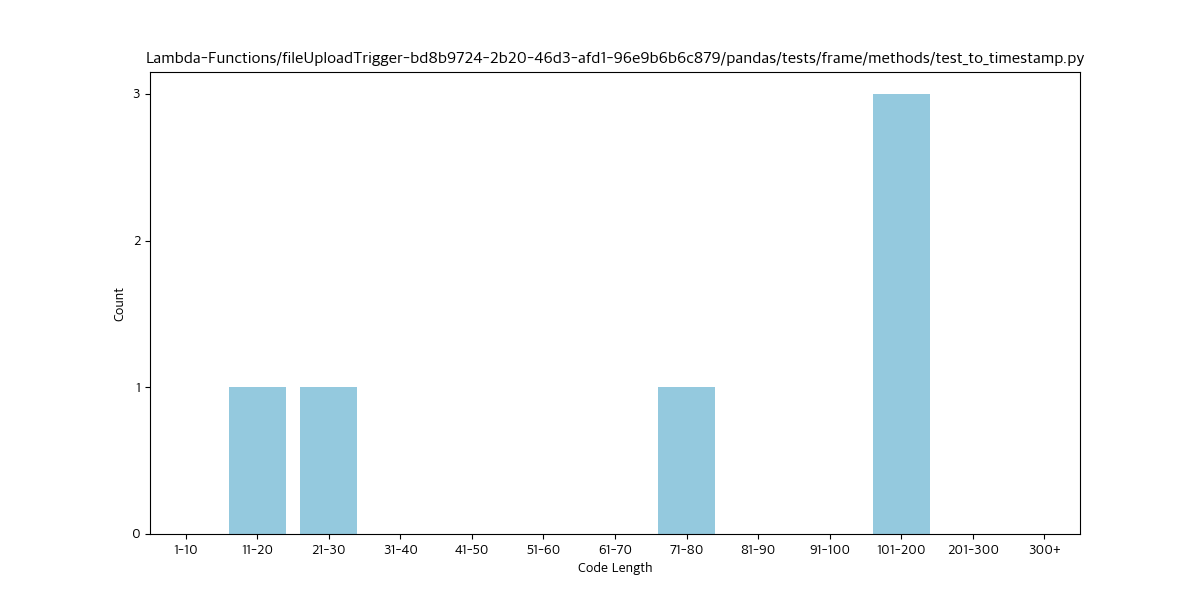 Lambda-Functions/fileUploadTrigger-bd8b9724-2b20-46d3-afd1-96e9b6b6c879/pandas/tests/frame/methods/test_to_timestamp.py
3
2
1
0
Count
1-10 11-20 21-30 31-40 41-50 51-60 61-70 71-80 81-90 91-100 101-200 201-300 300+
Code Length